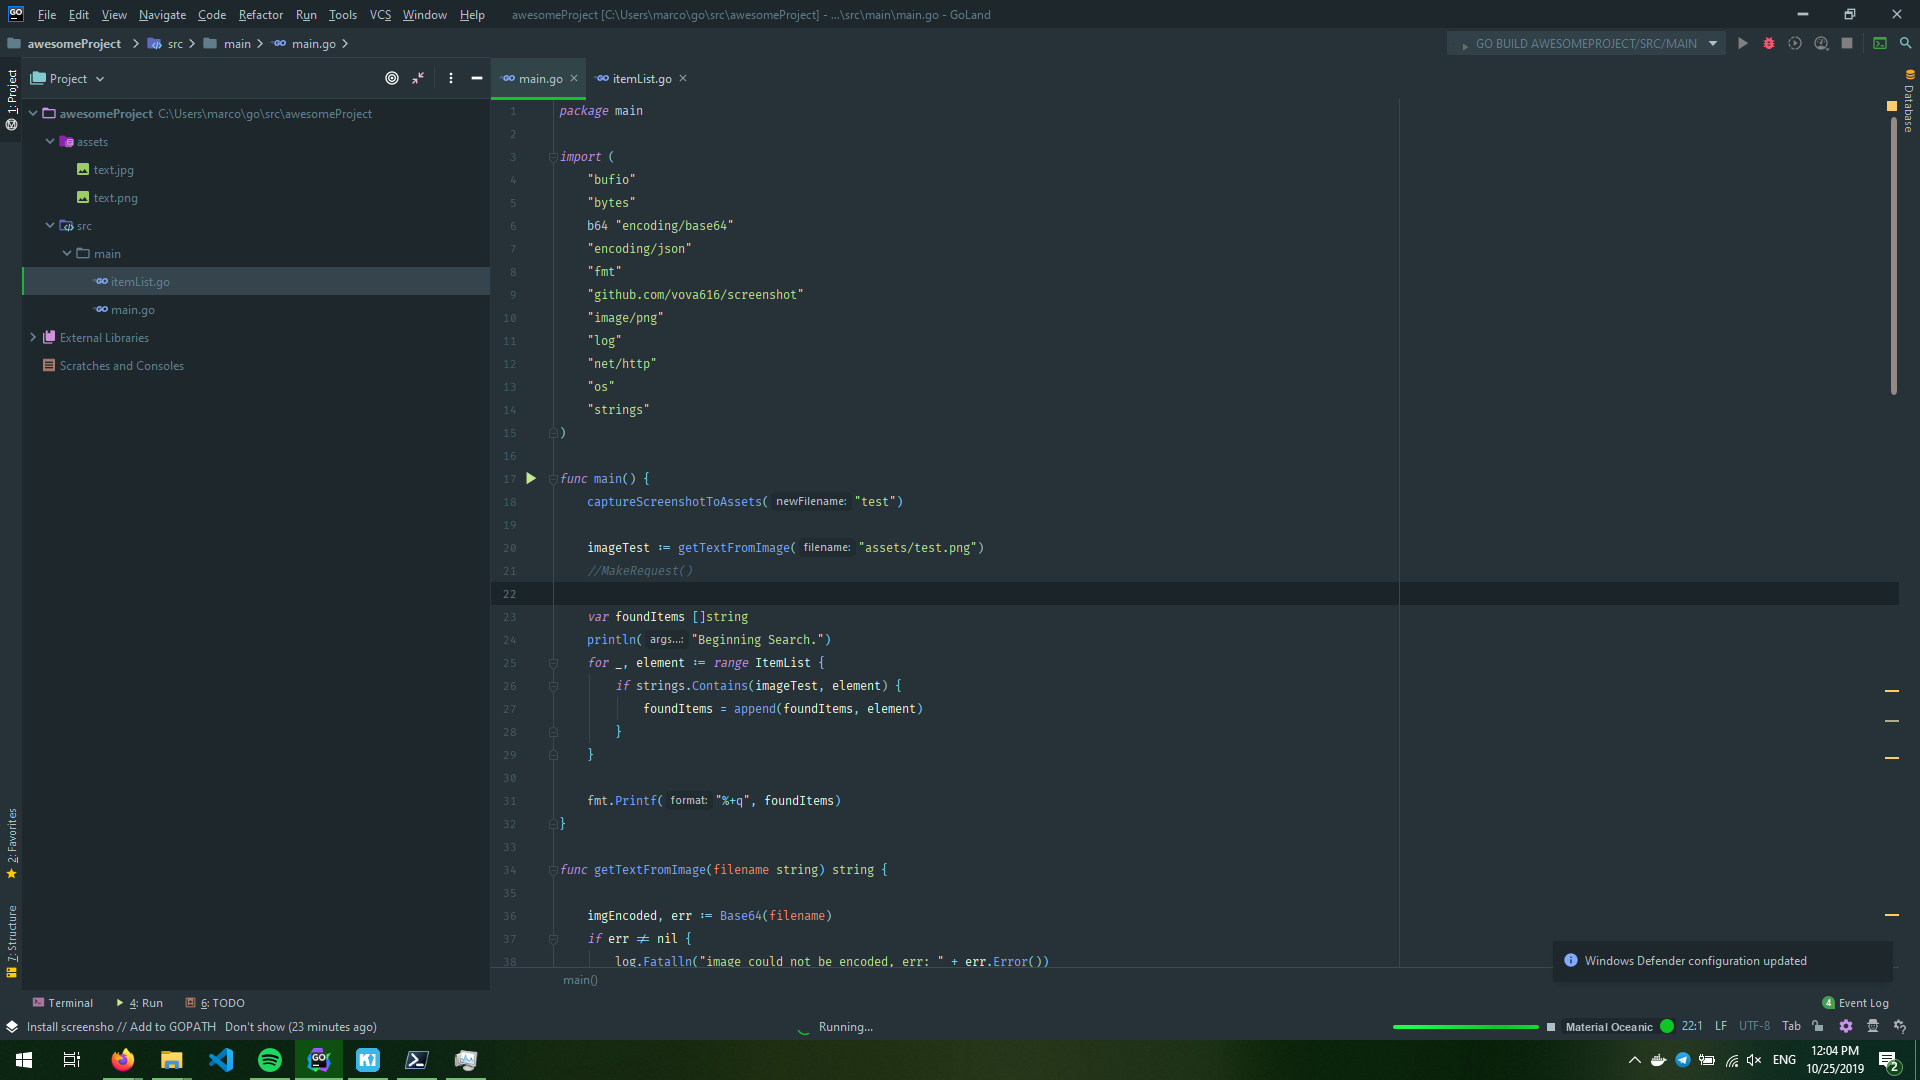 File Edit View Navigate Code Refactor Run Tools VCS Window Help awesomeProject [C:\Users\marco\go\src\awesomeProject] - ...\src\main\main.go - GoLand
awesomeProject src main main.go GO BUILD AWESOMEPROJECT/SRC/MAIN
1: Project
Project
main.go itemList.go
Database
awesomeProject C:\Users\marco\go\src\awesomeProject
assets
text.jpg
text.png
src
main
itemList.go
main.go
External Libraries
Scratches and Consoles
1 package main
2
3 import (
4 "bufio"
5 "bytes"
6 b64 "encoding/base64"
7 "encoding/json"
8 "fmt"
9 "github.com/vova616/screenshot"
10 "image/png"
11 "log"
12 "net/http"
13 "os"
14 "strings"
15 )
16
17 func main() {
18 captureScreenshotToAssets( newFilename: "test")
19
20 imageTest := getTextFromImage( filename: "assets/test.png")
21 //MakeRequest()
22
23 var foundItems []string
24 println( args...: "Beginning Search.")
25 for _, element := range ItemList {
26 if strings.Contains(imageTest, element) {
27 foundItems = append(foundItems, element)
28 }
29 }
30
31 fmt.Printf( format: "%+q", foundItems)
32 }
33
34 func getTextFromImage(filename string) string {
35
36 imgEncoded, err := Base64(filename)
37 if err ≠ nil {
38 log.Fatalln("image could not be encoded, err: " + err.Error())
main()
2: Favorites
7: Structure
Windows Defender configuration updated
Terminal 4: Run 6: TODO 4 Event Log
Install screensho // Add to GOPATH Don't show (23 minutes ago) Running... Material Oceanic 22:1 LF UTF-8 Tab
ENG 12:04 PM
10/25/2019 2